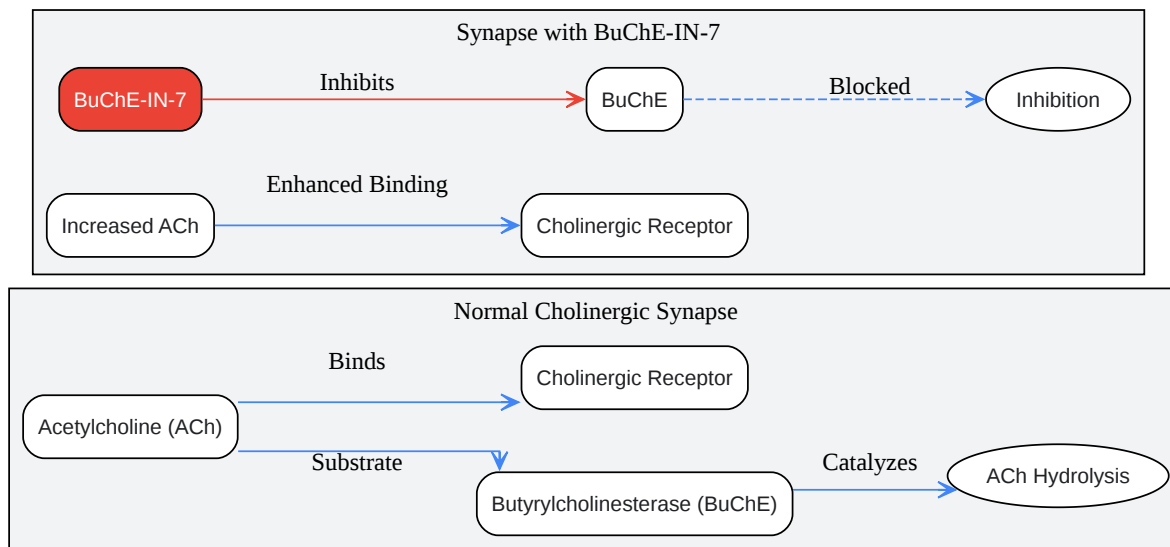 Synapse with BuChE-IN-7
Inhibits
Blocked
BuChE-IN-7
BuChE
Inhibition
Enhanced Binding
Increased ACh
Cholinergic Receptor
Normal Cholinergic Synapse
Binds
Cholinergic Receptor
Acetylcholine (ACh)
Substrate
Catalyzes
ACh Hydrolysis
Butyrylcholinesterase (BuChE)